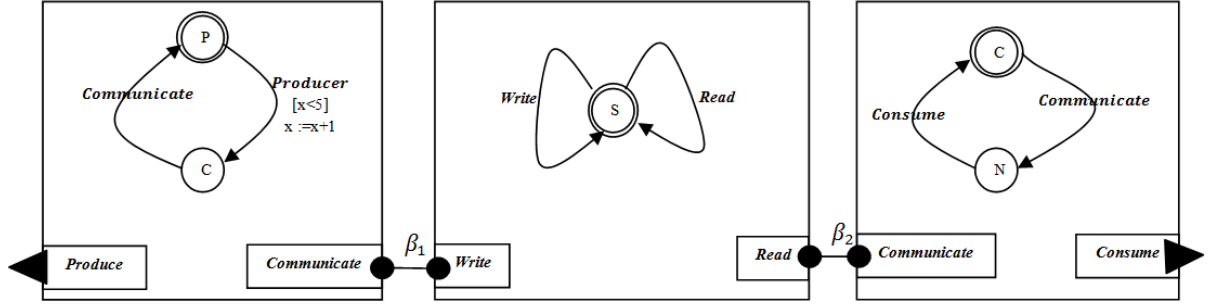 P
Communicate
Producer
[x<5]
x :=x+1
C
Produce
Communicate
β₁
Write
Read
S
Write
Read
β₂
C
Consume
Communicate
N
Communicate
Consume